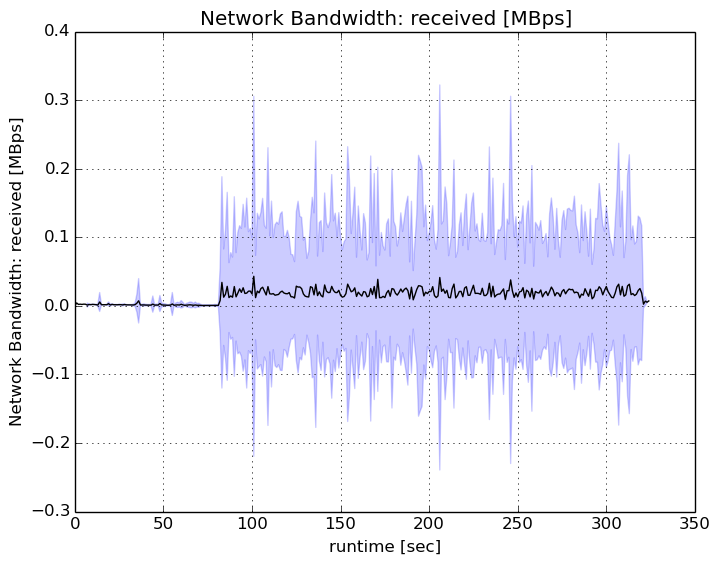 Network Bandwidth: received [MBps]
Network Bandwidth: received [MBps]
0.4
0.3
0.2
0.1
0.0
−0.1
−0.2
−0.3
0 50 100 150 200 250 300 350
runtime [sec]